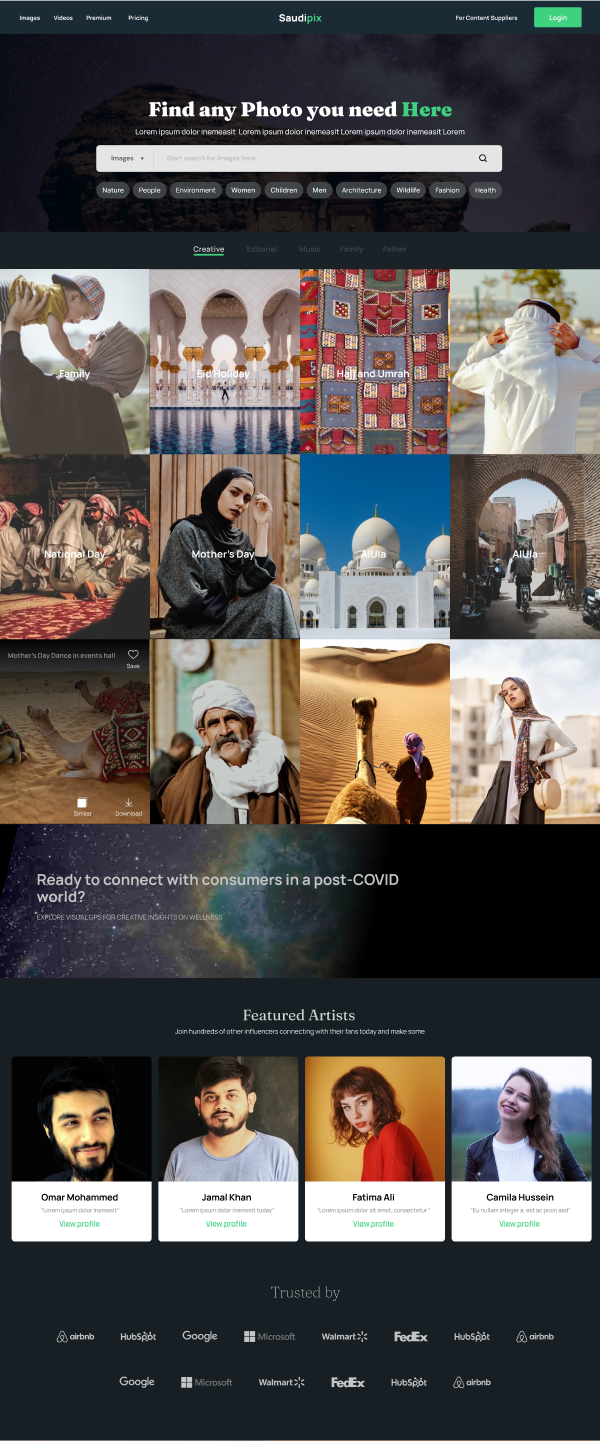 Images Videos Premium Pricing Saudipix For Content Suppliers Login
Find any Photo you need Here
Lorem ipsum dolor inemeasit Lorem ipsum dolor inemeasit Lorem ipsum dolor inemeasit Lorem
Images Start search for images here
Nature People Environment Women Children Men Architecture Wildlife Fashion Health
Creative Editorial Music Family Father
Family Eid Holiday Hajj and Umrah
National Day Mother's Day AlUla AlUla
Mother's Day Dance in events hall
Save
Similar Download
Ready to connect with consumers in a post-COVID
world?
EXPLORE VISUAL GPS FOR CREATIVE INSIGHTS ON WELLNESS
Featured Artists
Join hundreds of other influencers connecting with their fans today and make some
Omar Mohammed Jamal Khan Fatima Ali Camila Hussein
"Lorem ipsum dolor inemesit" "Lorem ipsum dolor inemesit today" "Lorem ipsum dolor sit amet, consectetur" "Eu nullam integer a, est ac proin sed"
View profile View profile View profile View profile
Trusted by
airbnb HubSpot Google Microsoft Walmart FedEx HubSpot airbnb
Google Microsoft Walmart FedEx HubSpot airbnb